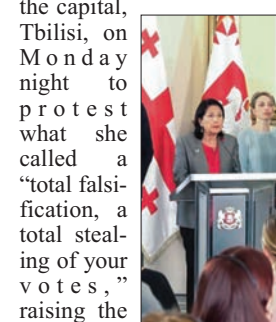 the capital,
Tbilisi, on
Monday
night to
protest
what she
called a
“total falsi-
fication, a
total steal-
ing of your
votes,”
raising the